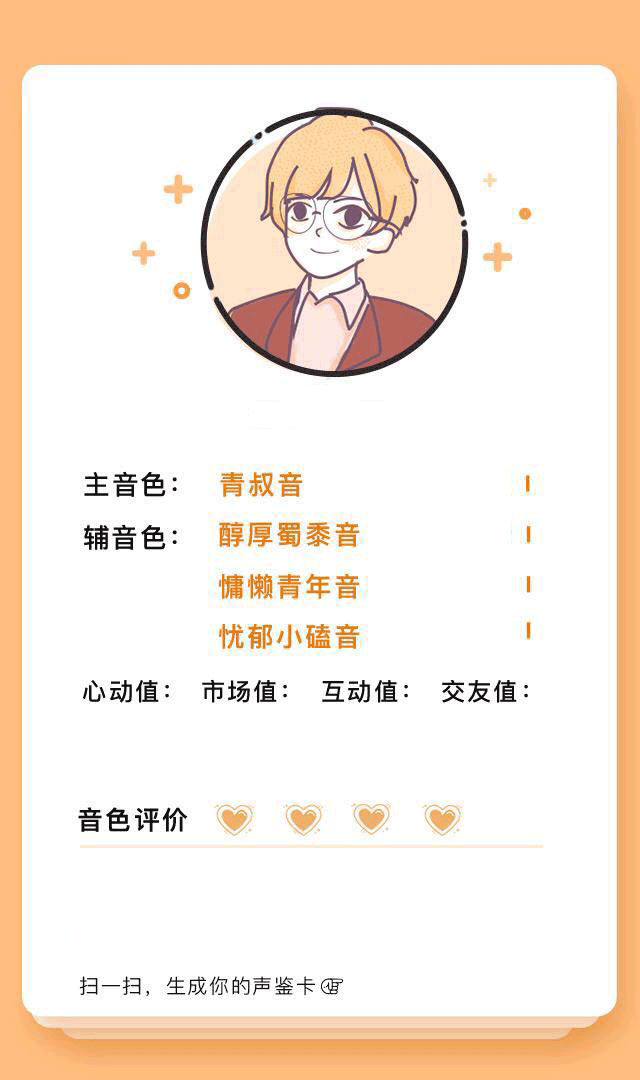 主音色： 青叔音
辅音色： 醇厚蜀黍音
慵懒青年音
忧郁小磕音
心动值： 市场值： 互动值： 交友值：
音色评价
扫一扫，生成你的声鉴卡